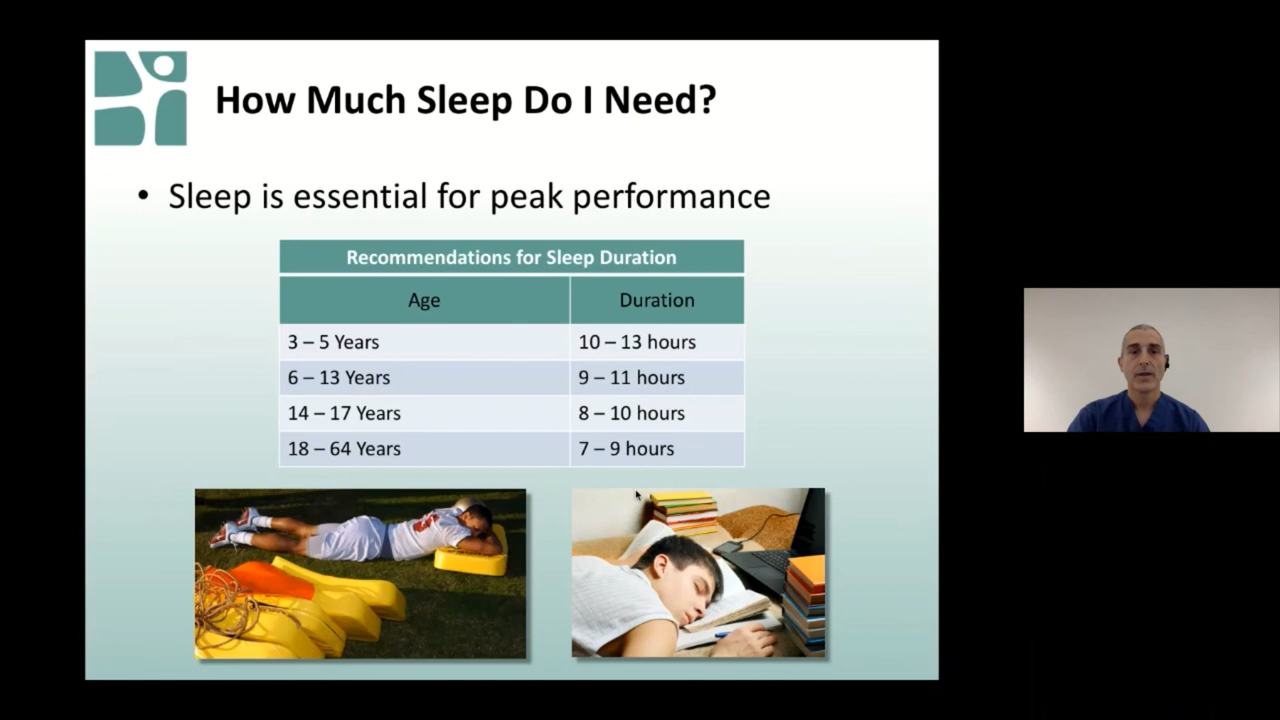 How Much Sleep Do I Need?
• Sleep is essential for peak performance
Recommendations for Sleep Duration
Age Duration
3 – 5 Years 10 – 13 hours
6 – 13 Years 9 – 11 hours
14 – 17 Years 8 – 10 hours
18 – 64 Years 7 – 9 hours